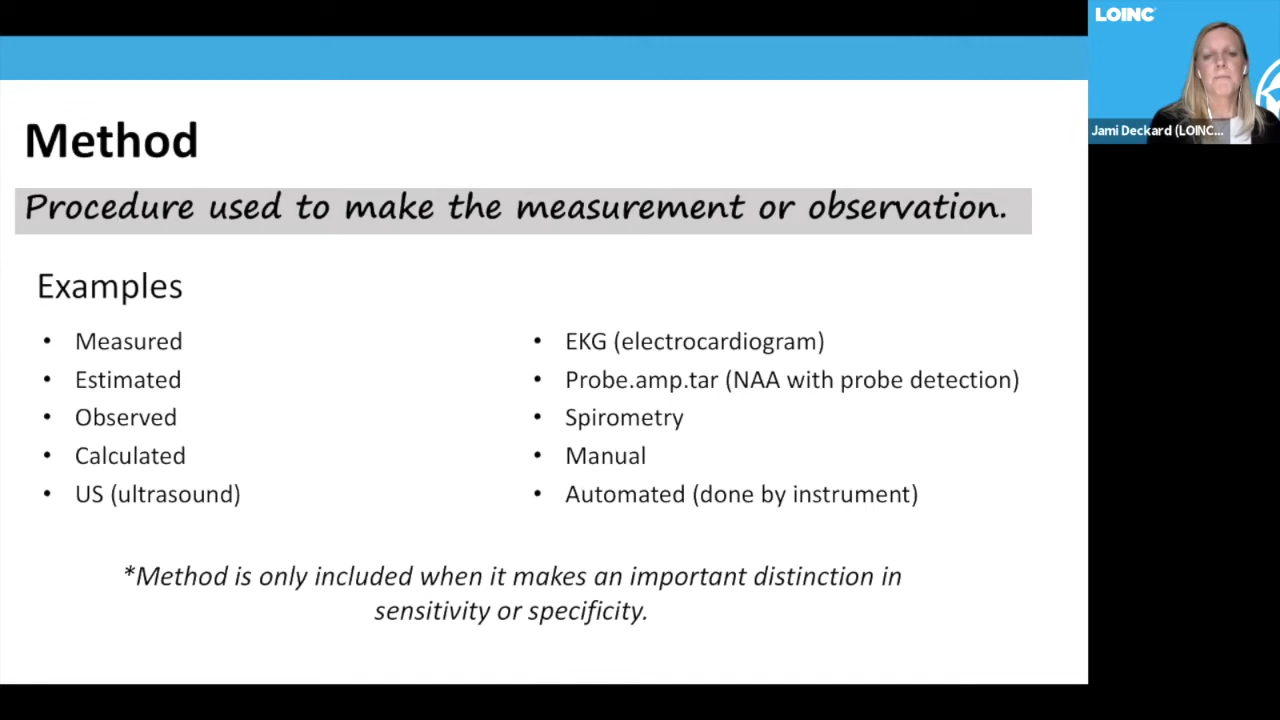 LOINC
Jami Deckard (LOINC...
Method
Procedure used to make the measurement or observation.
Examples
• Measured
• Estimated
• Observed
• Calculated
• US (ultrasound)
• EKG (electrocardiogram)
• Probe.amp.tar (NAA with probe detection)
• Spirometry
• Manual
• Automated (done by instrument)
*Method is only included when it makes an important distinction in
sensitivity or specificity.